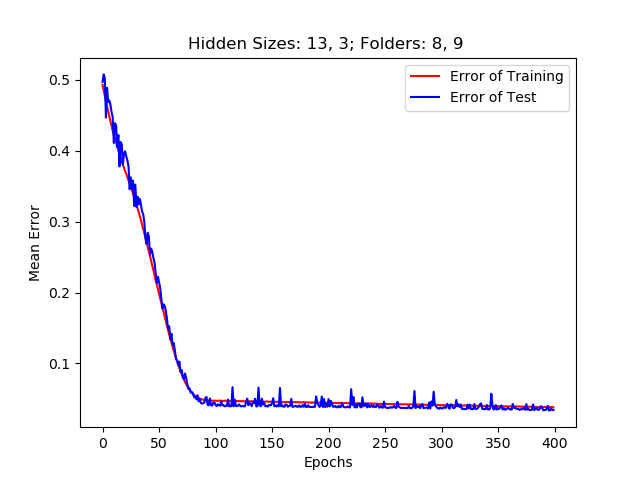 Hidden Sizes: 13, 3; Folders: 8, 9
Error of Training
Error of Test
Mean Error
0.5
0.4
0.3
0.2
0.1
0 50 100 150 200 250 300 350 400
Epochs